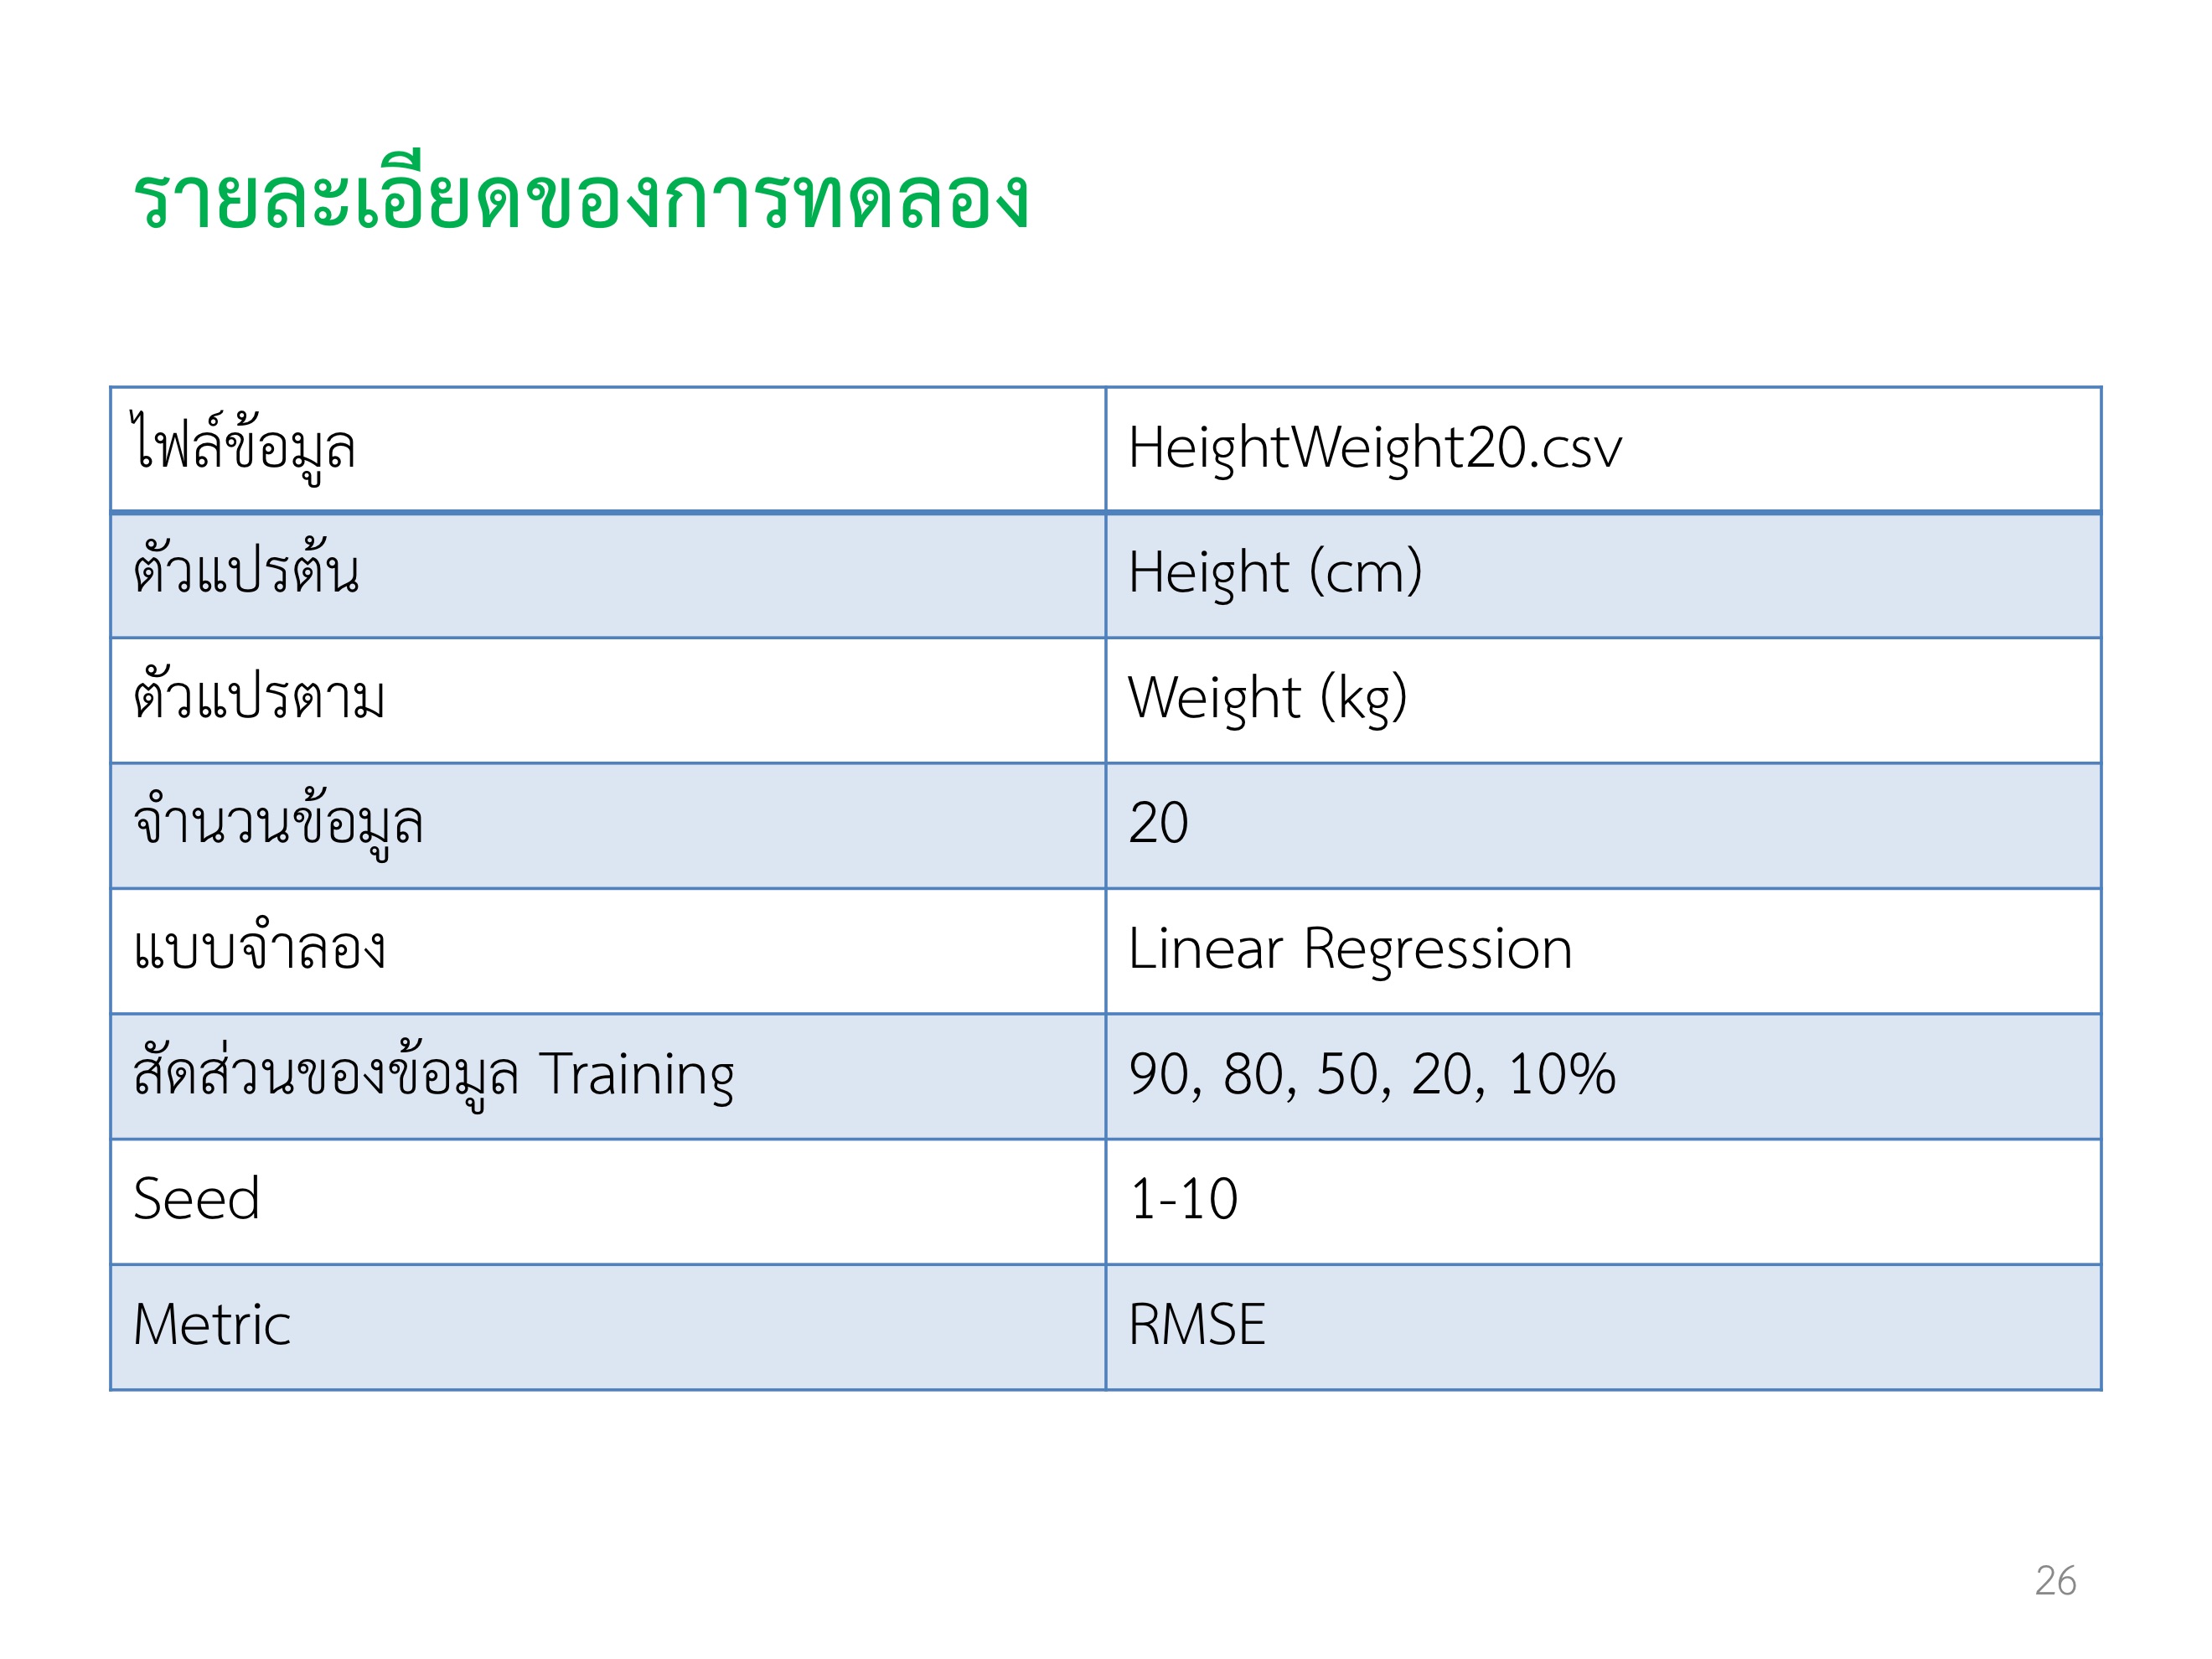 รายละเอียดของการทดลอง
ไฟล์ข้อมูล HeightWeight20.csv
ตัวแปรต้น Height (cm)
ตัวแปรตาม Weight (kg)
จำนวนข้อมูล 20
แบบจำลอง Linear Regression
สัดส่วนของข้อมูล Training 90, 80, 50, 20, 10%
Seed 1-10
Metric RMSE
26